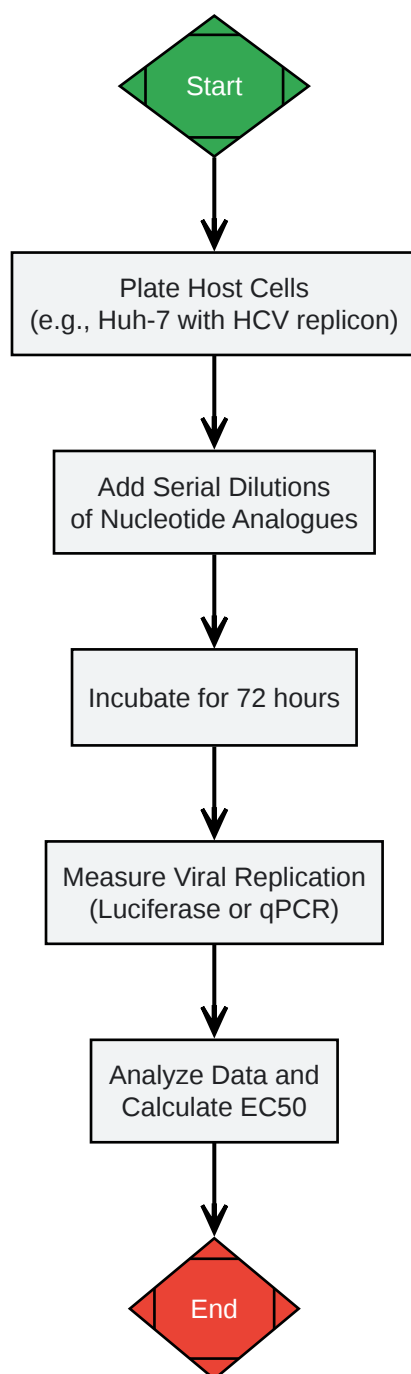 Start
Plate Host Cells
(e.g., Huh-7 with HCV replicon)
Add Serial Dilutions
of Nucleotide Analogues
Incubate for 72 hours
Measure Viral Replication
(Luciferase or qPCR)
Analyze Data and
Calculate EC50
End